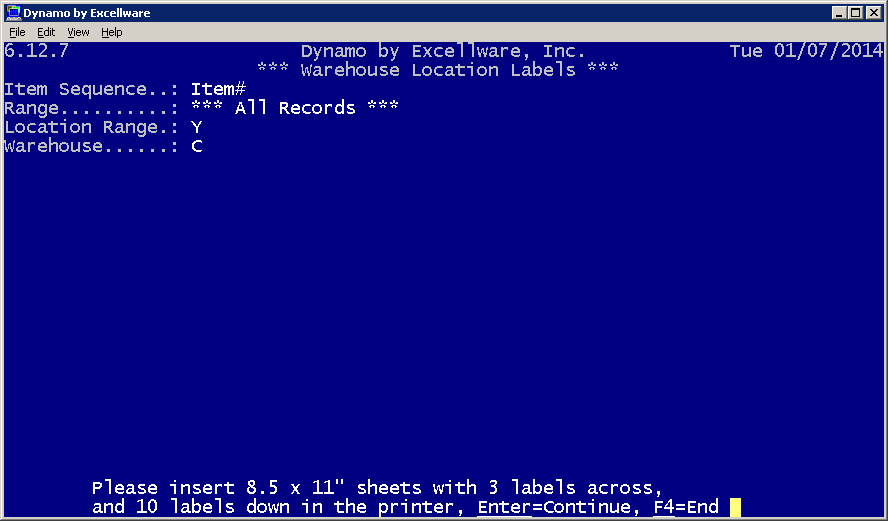 Dynamo by Excellware
File Edit View Help
6.12.7 Dynamo by Excellware, Inc. Tue 01/07/2014
*** Warehouse Location Labels ***
Item Sequence..: Item#
Range..........: *** All Records ***
Location Range.: Y
Warehouse......: C
Please insert 8.5 x 11" sheets with 3 labels across,
and 10 labels down in the printer, Enter=Continue, F4=End